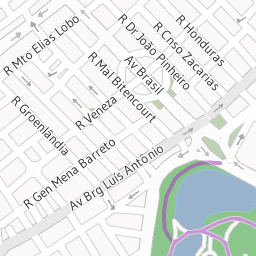 R Honduras
R Mto Elias Lobo
R Dr João Pinheiro
R Cnso Zacarias
Av Brasil
R Mal Bitencourt
R Veneza
R Groenlândia
R Gen Mena Barreto
Av Brg Luís Antônio